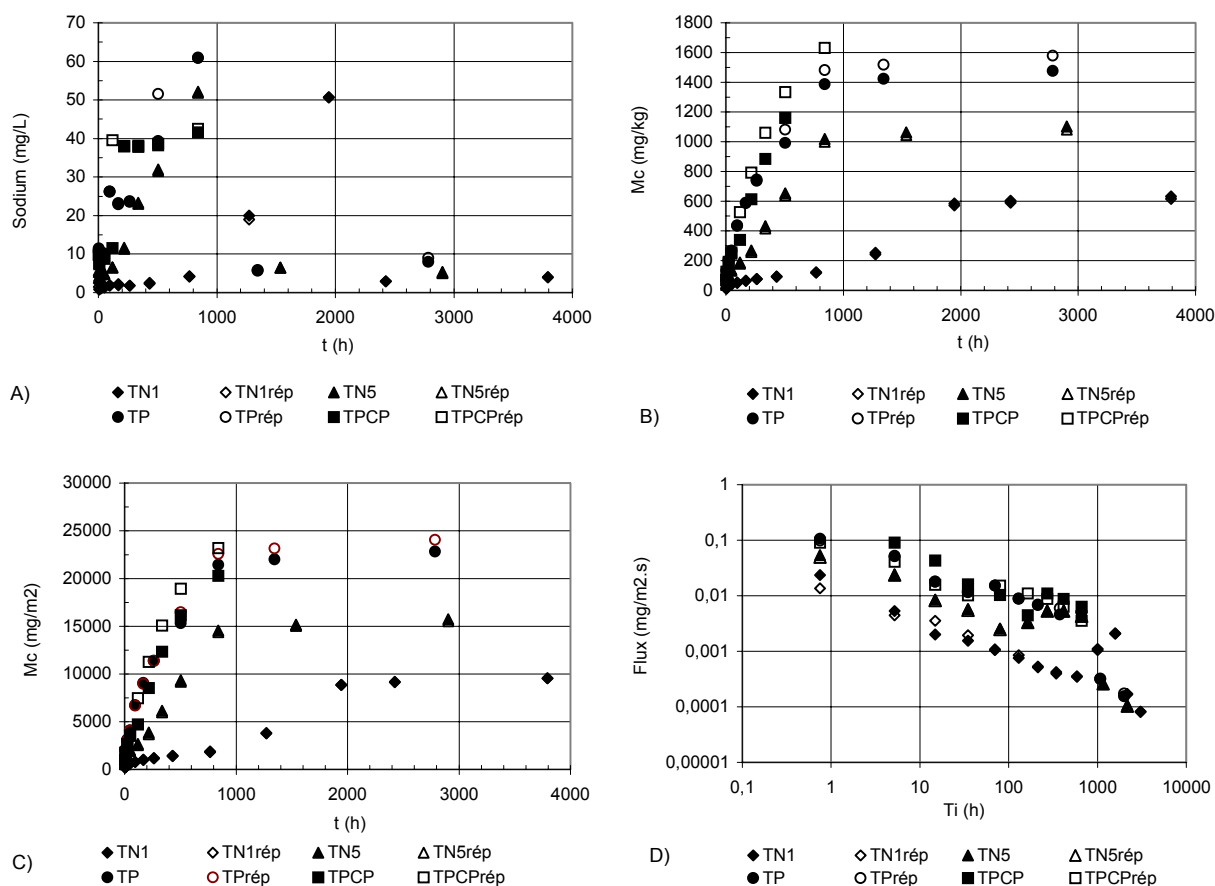 Sodium (mg/L)
70
60
50
40
30
20
10
0
0 1000 2000 3000 4000
t (h)
A)
TN1 TN1rép TN5 TN5rép
TP TPrép TPCP TPCPrép
Mc (mg/kg)
1800
1600
1400
1200
1000
800
600
400
200
0
0 1000 2000 3000 4000
t (h)
B)
TN1 TN1rép TN5 TN5rép
TP TPrép TPCP TPCPrép
Mc (mg/m2)
30000
25000
20000
15000
10000
5000
0
0 1000 2000 3000 4000
t (h)
C)
TN1 TN1rép TN5 TN5rép
TP TPrép TPCP TPCPrép
Flux (mg/m2.s)
1
0,1
0,01
0,001
0,0001
0,00001
0,1 1 10 100 1000 10000
Ti (h)
D)
TN1 TN1rép TN5 TN5rép
TP TPrép TPCP TPCPrép